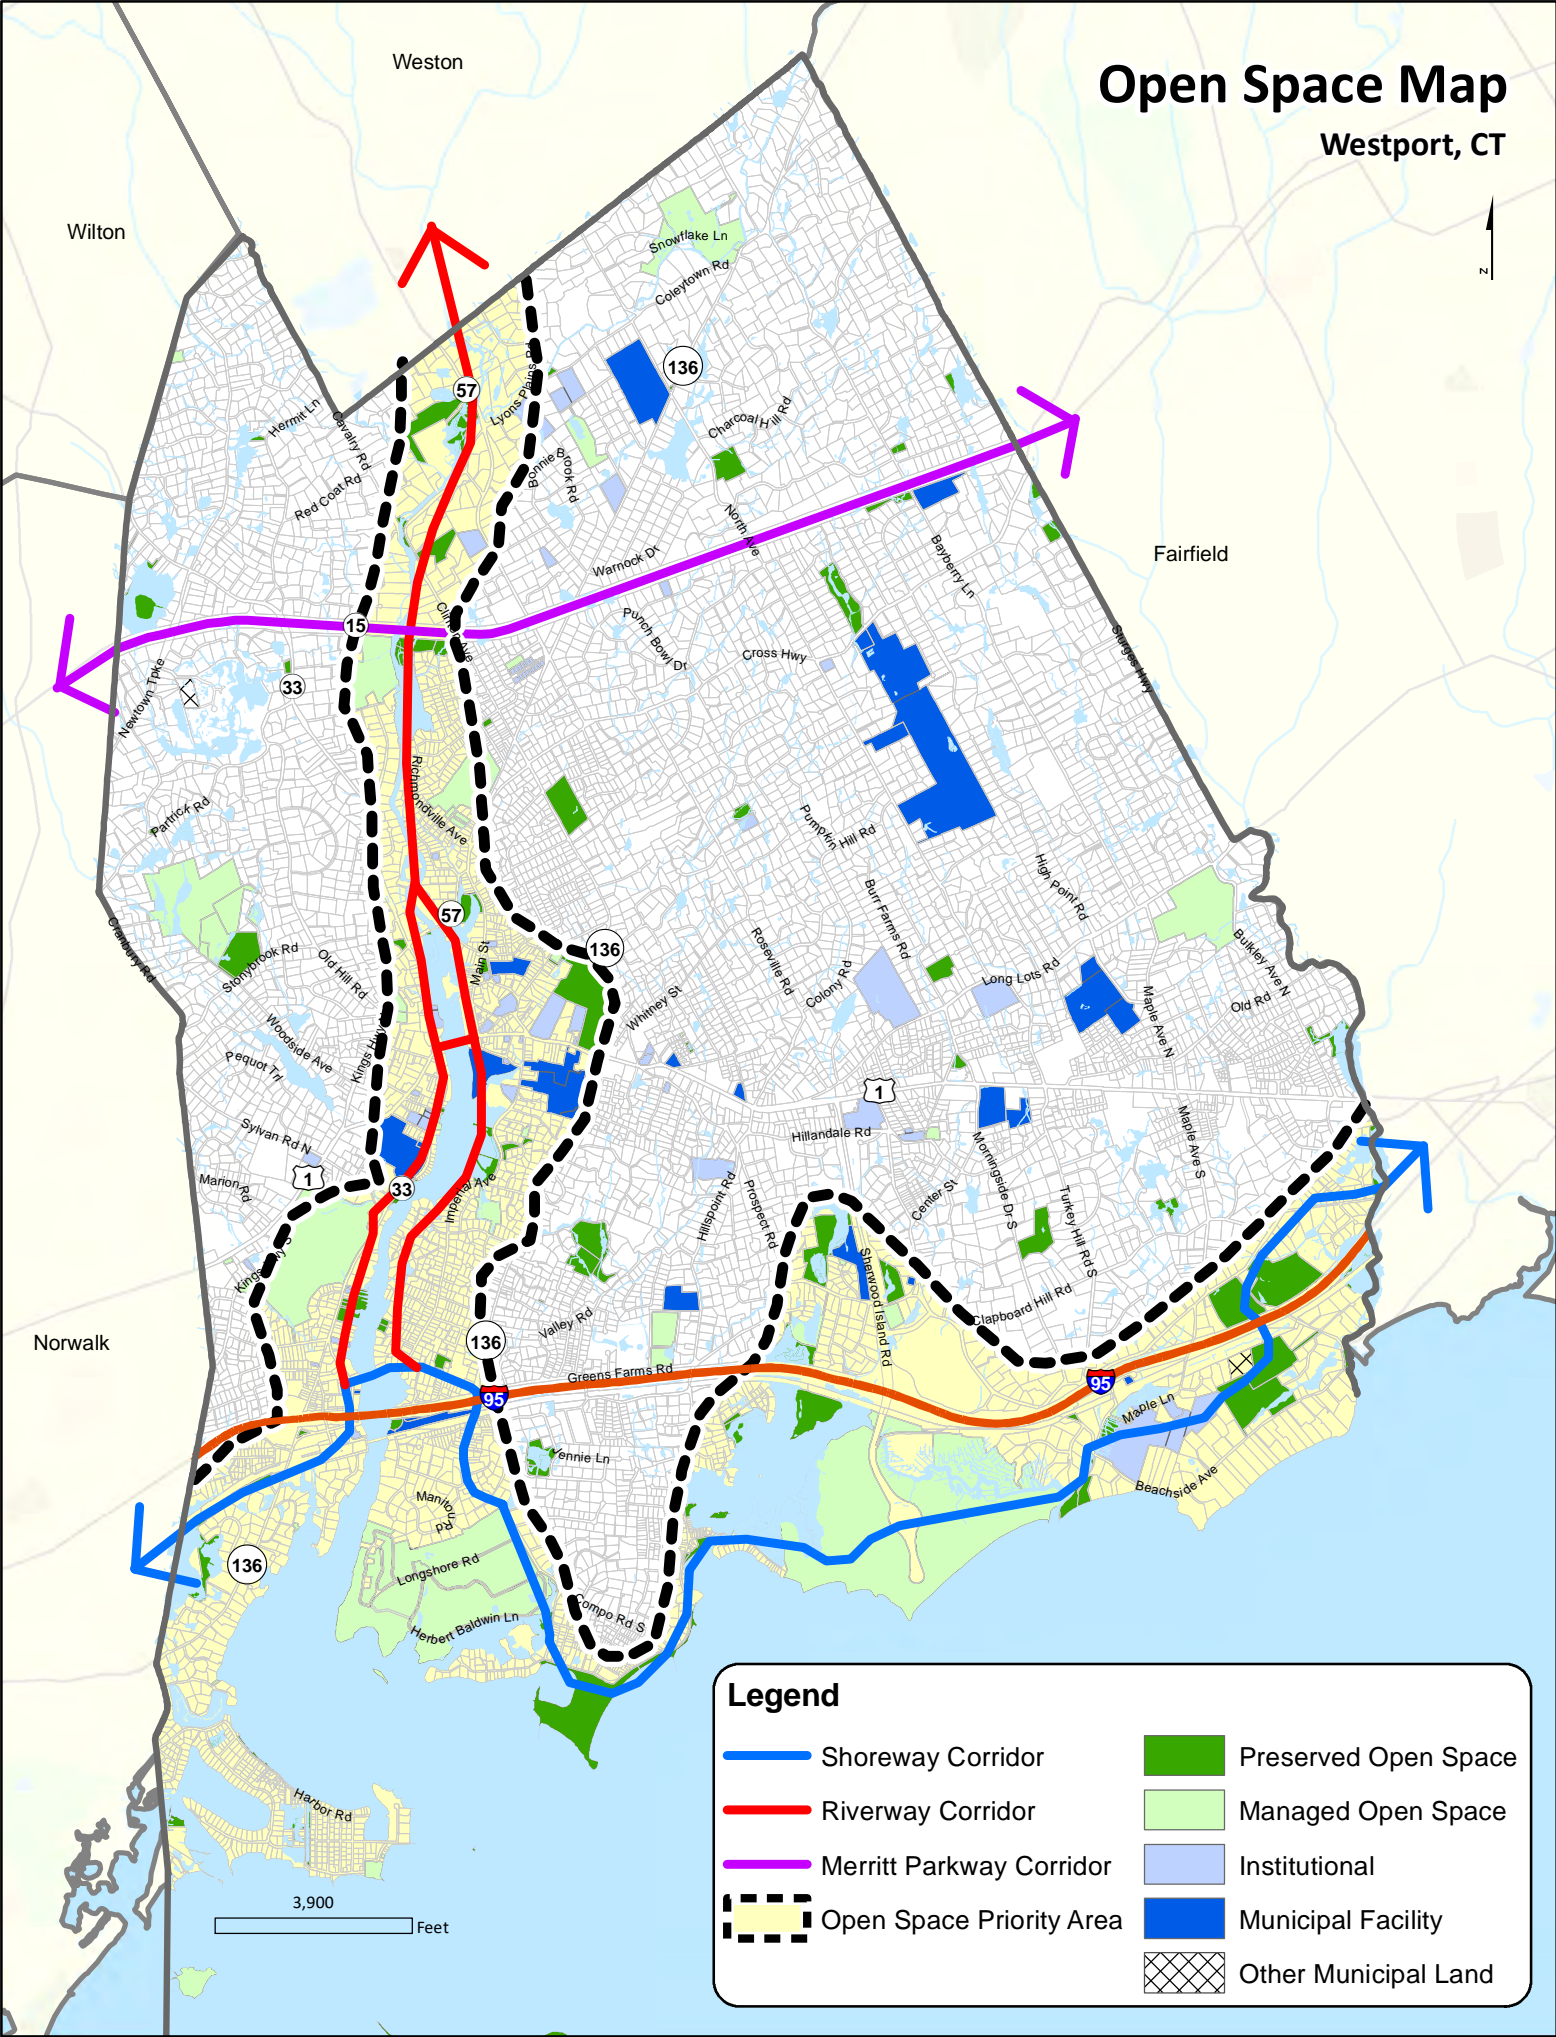 Open Space Map
Westport, CT
Weston
Wilton
Fairfield
Norwalk
N
Snowflake Ln
Coleytown Rd
136
57
Lyons Plains Rd
Hermit Ln
Cavalry Rd
Red Coat Rd
Charcoal Hill Rd
Bonnie Brook Rd
North Ave
Warnock Dr
Bayberry Ln
15
Clinton Ave
Punch Bowl Dr
Cross Hwy
Sturges Hwy
Newtown Tpke
33
Richmondville Ave
Partrick Rd
Pumpkin Hill Rd
High Point Rd
Burr Farms Rd
57
Cranbury Rd
Stonybrook Rd
Old Hill Rd
Main St
136
Roseville Rd
Colony Rd
Long Lots Rd
Bulkley Ave N
Old Rd
Maple Ave N
Whitney St
Woodside Ave
Pequot Trl
Kings Hwy N
1
Sylvan Rd N
Hillandale Rd
Maple Ave S
Morningside Dr S
Marion Rd
1
33
Imperial Ave
Hillspoint Rd
Prospect Rd
Center St
Turkey Hill Rd S
Kings Hwy S
Sherwood Island Rd
Clapboard Hill Rd
Valley Rd
136
Greens Farms Rd
95
95
Maple Ln
Vennie Ln
Beachside Ave
Manitou Rd
Longshore Rd
136
Herbert Baldwin Ln
Compo Rd S
Harbor Rd
3,900
Feet
Legend
Shoreway Corridor
Riverway Corridor
Merritt Parkway Corridor
Open Space Priority Area
Preserved Open Space
Managed Open Space
Institutional
Municipal Facility
Other Municipal Land